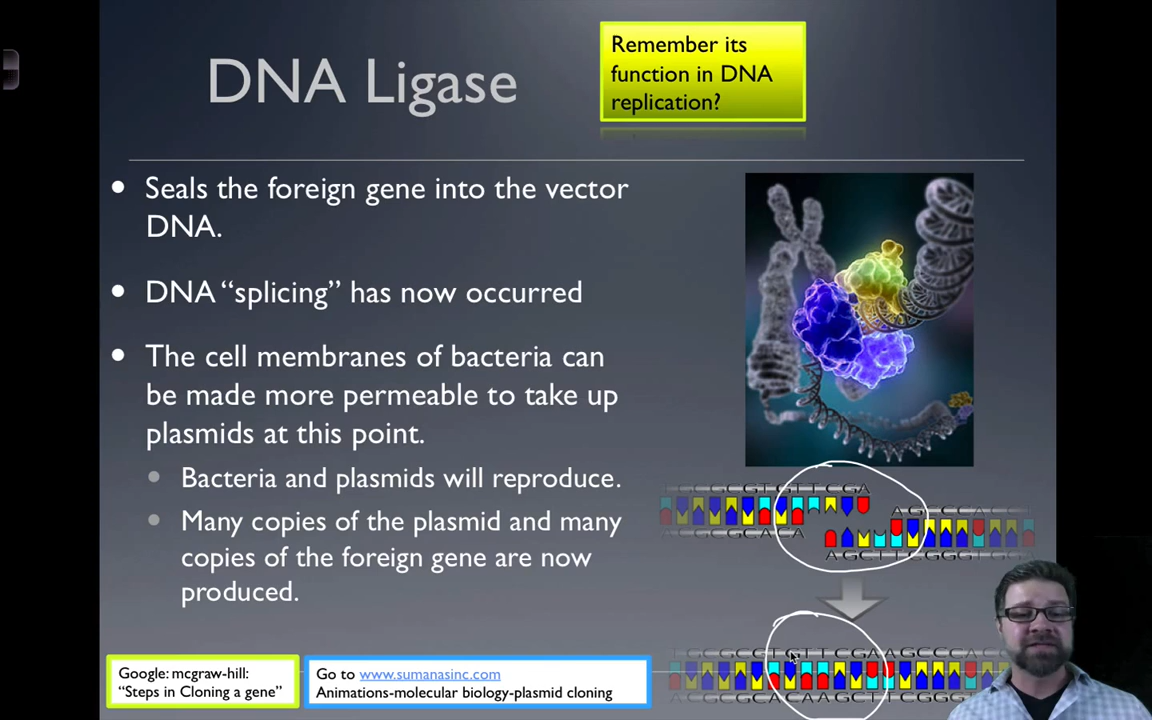 DNA Ligase
Remember its
function in DNA
replication?
Seals the foreign gene into the vector
DNA.
DNA “splicing” has now occurred
The cell membranes of bacteria can
be made more permeable to take up
plasmids at this point.
Bacteria and plasmids will reproduce.
Many copies of the plasmid and many
copies of the foreign gene are now
produced.
Google: mcgraw-hill:
“Steps in Cloning a gene”
Go to www.sumanasinc.com
Animations-molecular biology-plasmid cloning